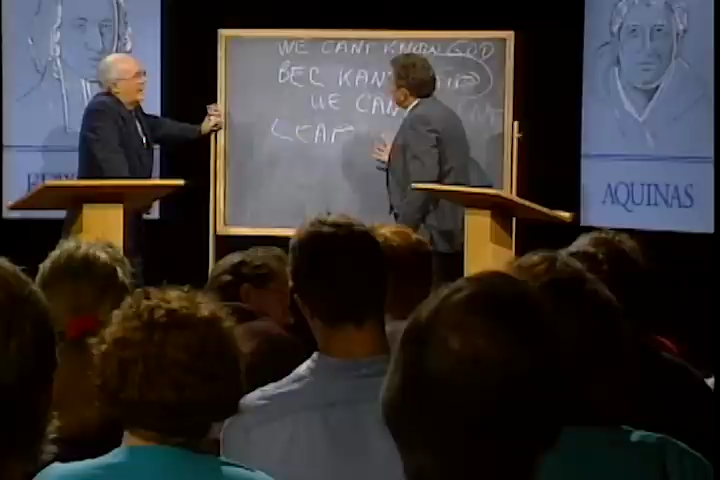 WE CANT KNOW GOD
BEC KANT
WE CAN
LEAP
AQUINAS